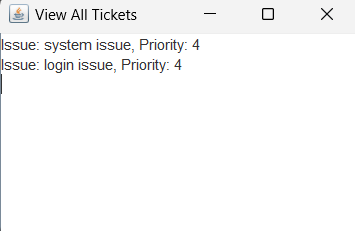 View All Tickets
Issue: system issue, Priority: 4
Issue: login issue, Priority: 4